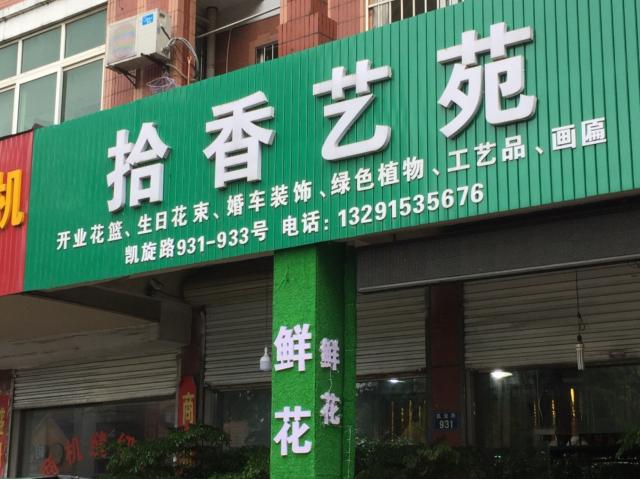 拾香艺苑
开业花篮、生日花束、婚车装饰、绿色植物、工艺品、画匾
凯旋路931-933号 电话: 13291535676
机
鲜花
鲜花
931